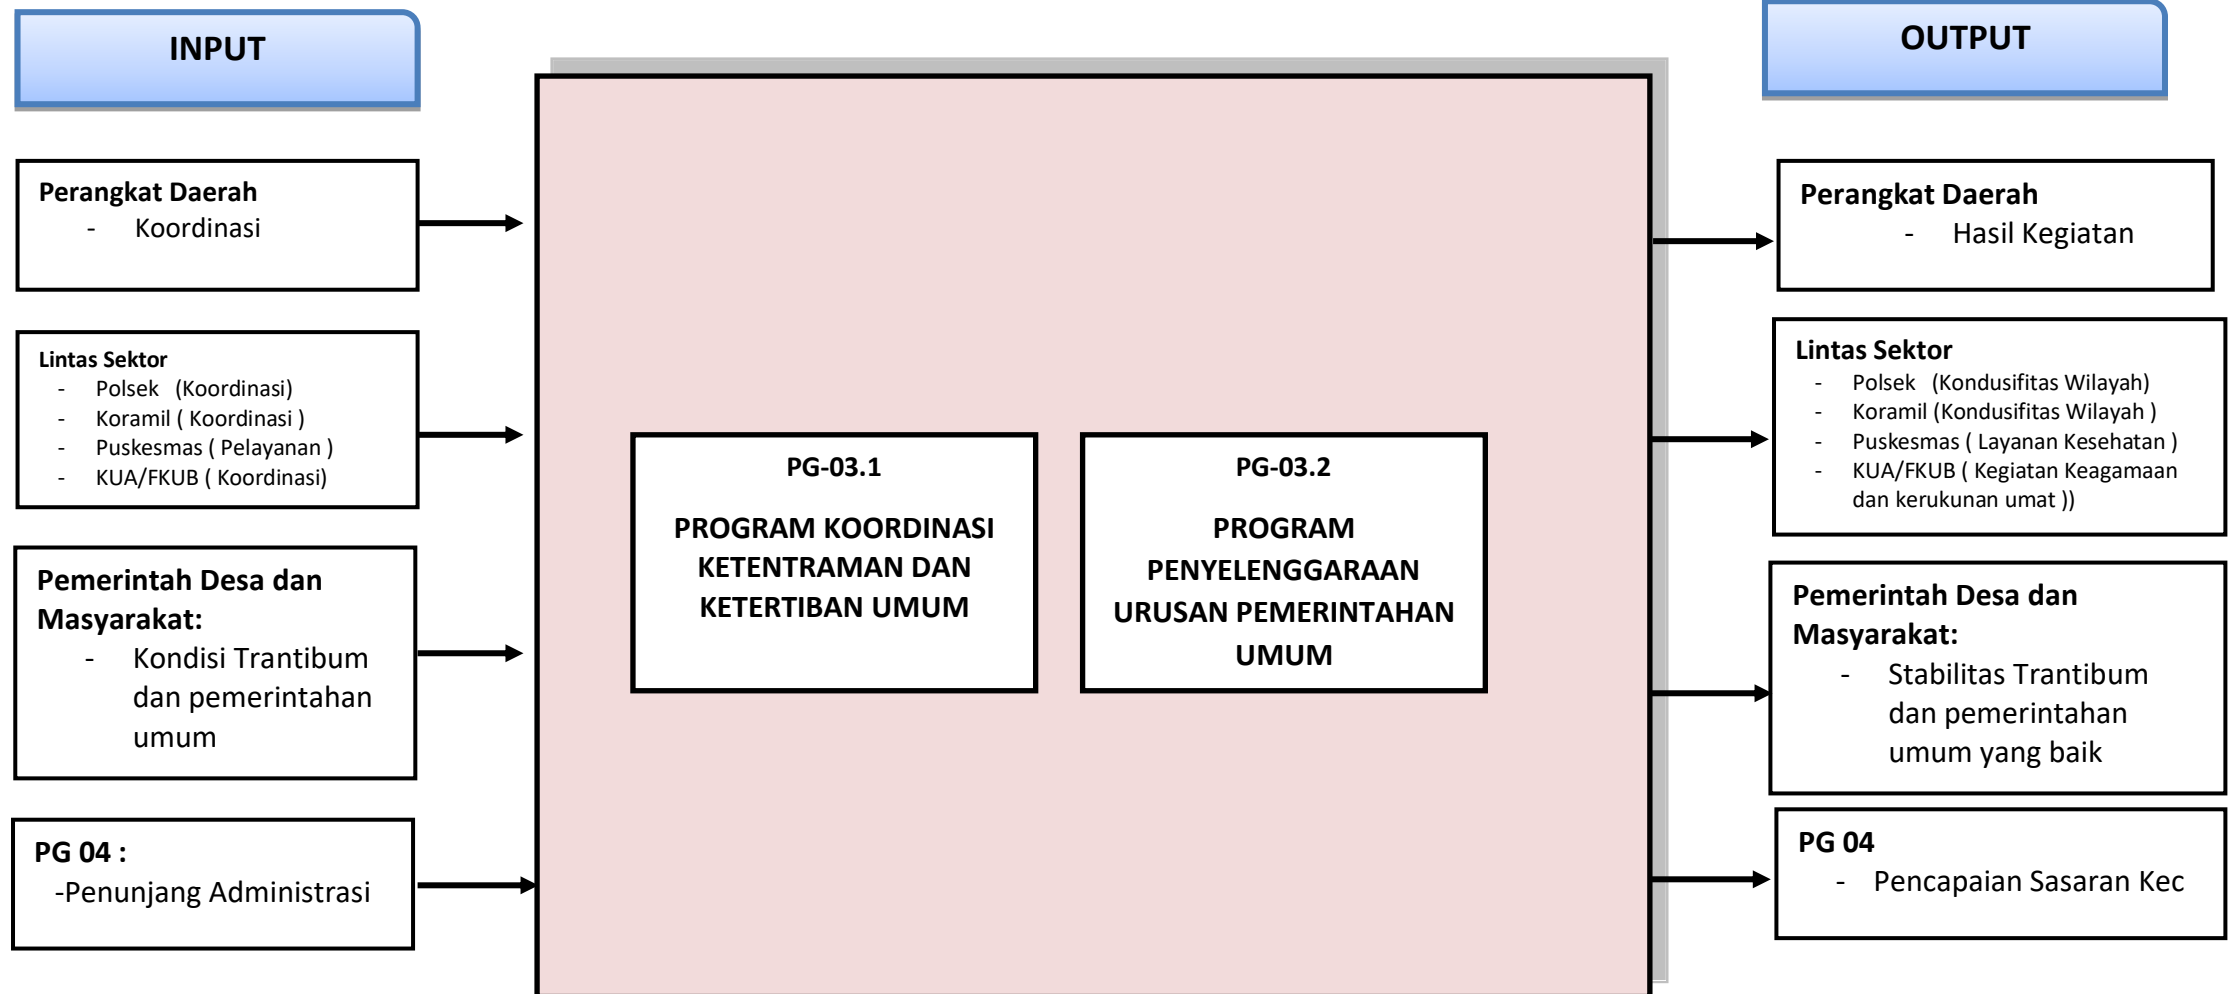 INPUT
Perangkat Daerah
- Koordinasi
Lintas Sektor
- Polsek (Koordinasi)
- Koramil ( Koordinasi )
- Puskesmas ( Pelayanan )
- KUA/FKUB ( Koordinasi)
Pemerintah Desa dan
Masyarakat:
- Kondisi Trantibum
dan pemerintahan
umum
PG 04 :
-Penunjang Administrasi
PG-03.1
PROGRAM KOORDINASI
KETENTRAMAN DAN
KETERTIBAN UMUM
PG-03.2
PROGRAM
PENYELENGGARAAN
URUSAN PEMERINTAHAN
UMUM
OUTPUT
Perangkat Daerah
- Hasil Kegiatan
Lintas Sektor
- Polsek (Kondusifitas Wilayah)
- Koramil (Kondusifitas Wilayah )
- Puskesmas ( Layanan Kesehatan )
- KUA/FKUB ( Kegiatan Keagamaan
dan kerukunan umat ))
Pemerintah Desa dan
Masyarakat:
- Stabilitas Trantibum
dan pemerintahan
umum yang baik
PG 04
- Pencapaian Sasaran Kec